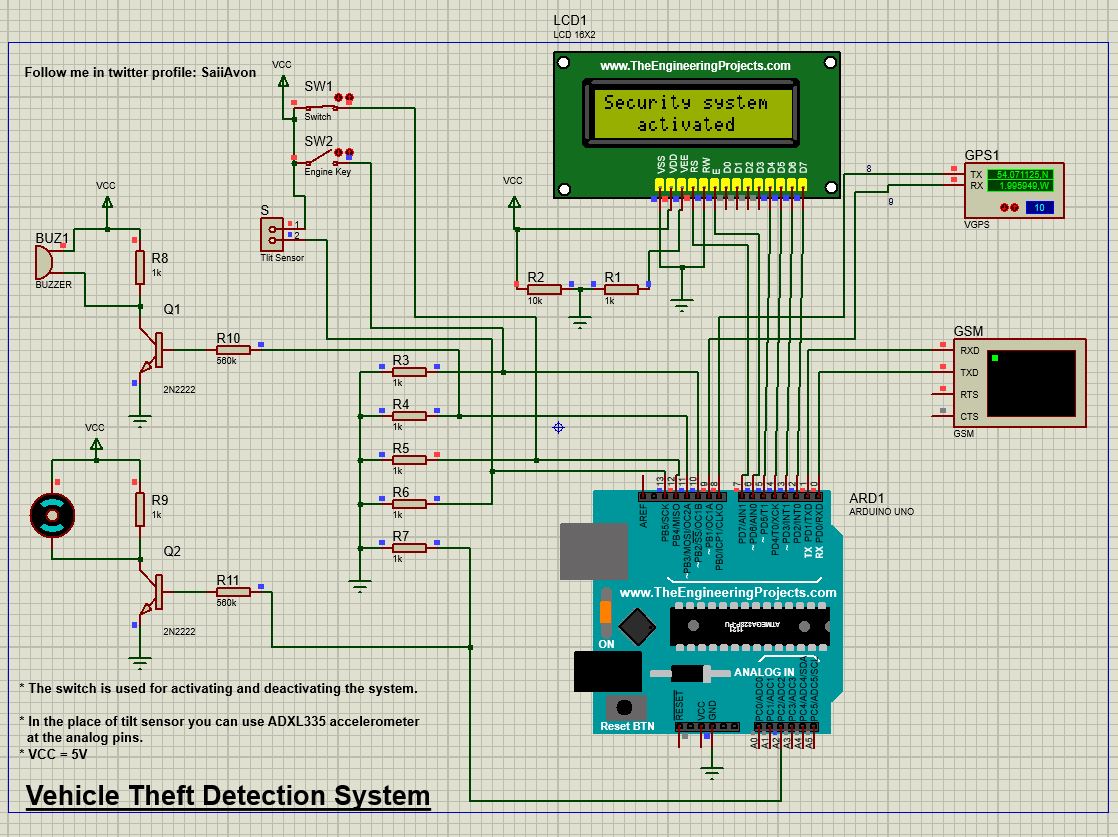 LCD1
LCD 16X2
Follow me in twitter profile: SaiiAvon
VCC
SW1
Switch
SW2
Engine Key
www.TheEngineeringProjects.com
Security system
activated
VSS VDD VEE RS RW E D0 D1 D2 D3 D4 D5 D6 D7
GPS1
TX 54.071125,N
RX 1.995949,W
10
VGPS
8
9
VCC
VCC
S
1
2
Tlit Sensor
BUZ1
BUZZER
R8
1k
R2
10k
R1
1k
Q1
2N2222
R10
560k
GSM
RXD
TXD
RTS
CTS
GSM
R3
1k
R4
1k
R5
1k
R6
1k
R7
1k
VCC
R9
1k
Q2
2N2222
R11
560k
ARD1
ARDUINO UNO
13 12 11 10 9 8 7 6 5 4 3 2 1 0
AREF
PB5/SCK
PB4/MISO
~PB3/MOSI/OC2A
~PB2/SS/OC1B
~PB1/OC1A
PB0/ICP1/CLKO
PD7/AIN1
~PD6/AIN0
~PD5/T1
PD4/T0/XCK
~PD3/INT1
PD2/INT0
TX PD1/TXD
RX PD0/RXD
www.TheEngineeringProjects.com
ATMEGA328P-PU
1121
ON
ANALOG IN
Reset BTN
RESET
VCC
GND
PC0/ADC0
PC1/ADC1
PC2/ADC2
PC3/ADC3
PC4/ADC4/SDA
PC5/ADC5/SCL
A0 A1 A2 A3 A4 A5
* The switch is used for activating and deactivating the system.
* In the place of tilt sensor you can use ADXL335 accelerometer
at the analog pins.
* VCC = 5V
Vehicle Theft Detection System